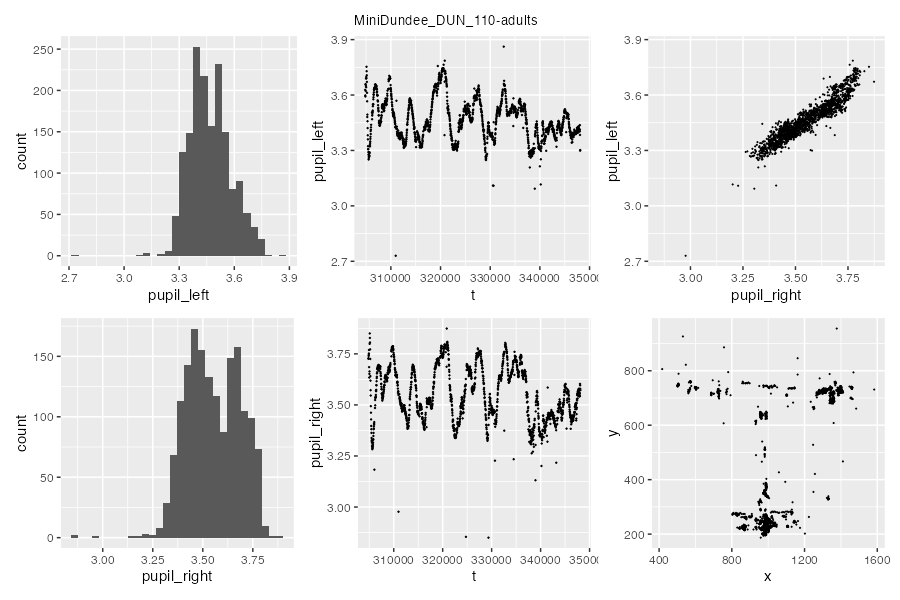 MiniDundee_DUN_110-adults
250
200
150
100
50
0
count
2.7 3.0 3.3 3.6 3.9
pupil_left
3.9
3.6
3.3
3.0
2.7
pupil_left
310000 320000 330000 340000 35000
t
3.9
3.6
3.3
3.0
2.7
pupil_left
3.00 3.25 3.50 3.75
pupil_right
150
100
50
0
count
3.00 3.25 3.50 3.75
pupil_right
3.75
3.50
3.25
3.00
pupil_right
310000 320000 330000 340000 35000
t
800
600
400
200
y
400 800 1200 1600
x